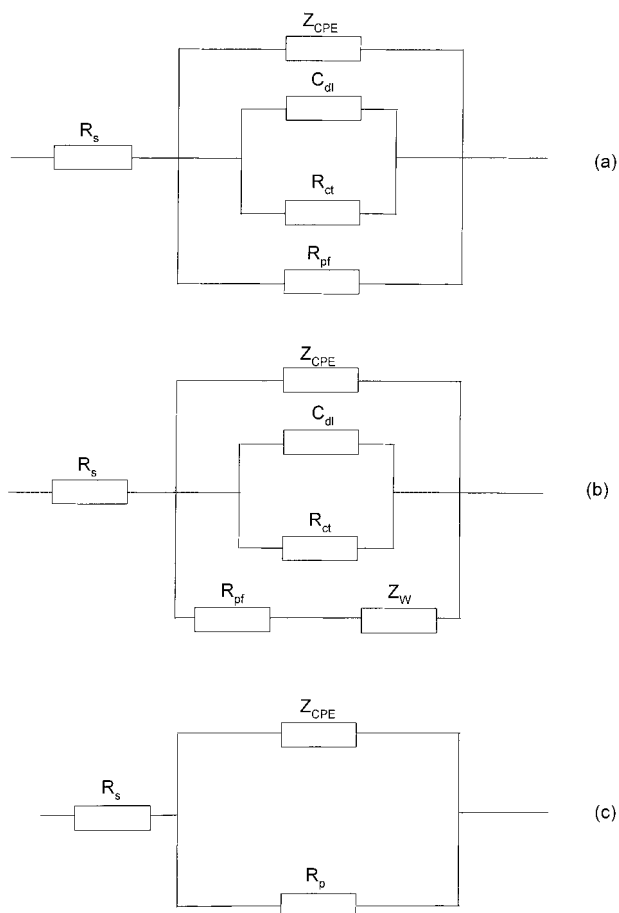 Z_CPE
C_dl
R_s
(a)
R_ct
R_pf
Z_CPE
C_dl
R_s
(b)
R_ct
R_pf Z_W
Z_CPE
R_s
(c)
R_p